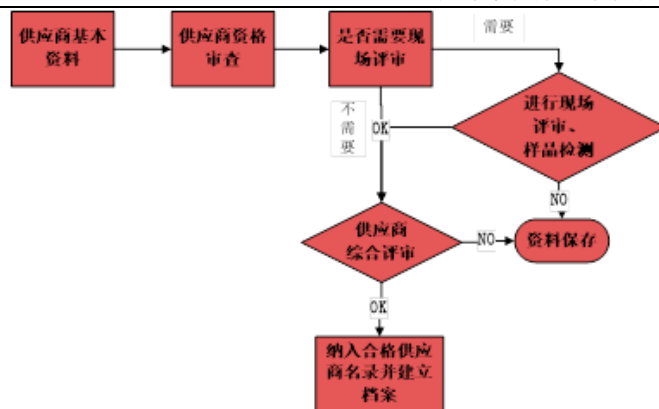 供应商基本
资料
供应商资格
审查
是否需要现
场评审
需要
不
需
要
OK
进行现场
评审、
样品检测
NO
供应商
综合评审
NO
资料保存
OK
纳入合格供应
商名录并建立
档案